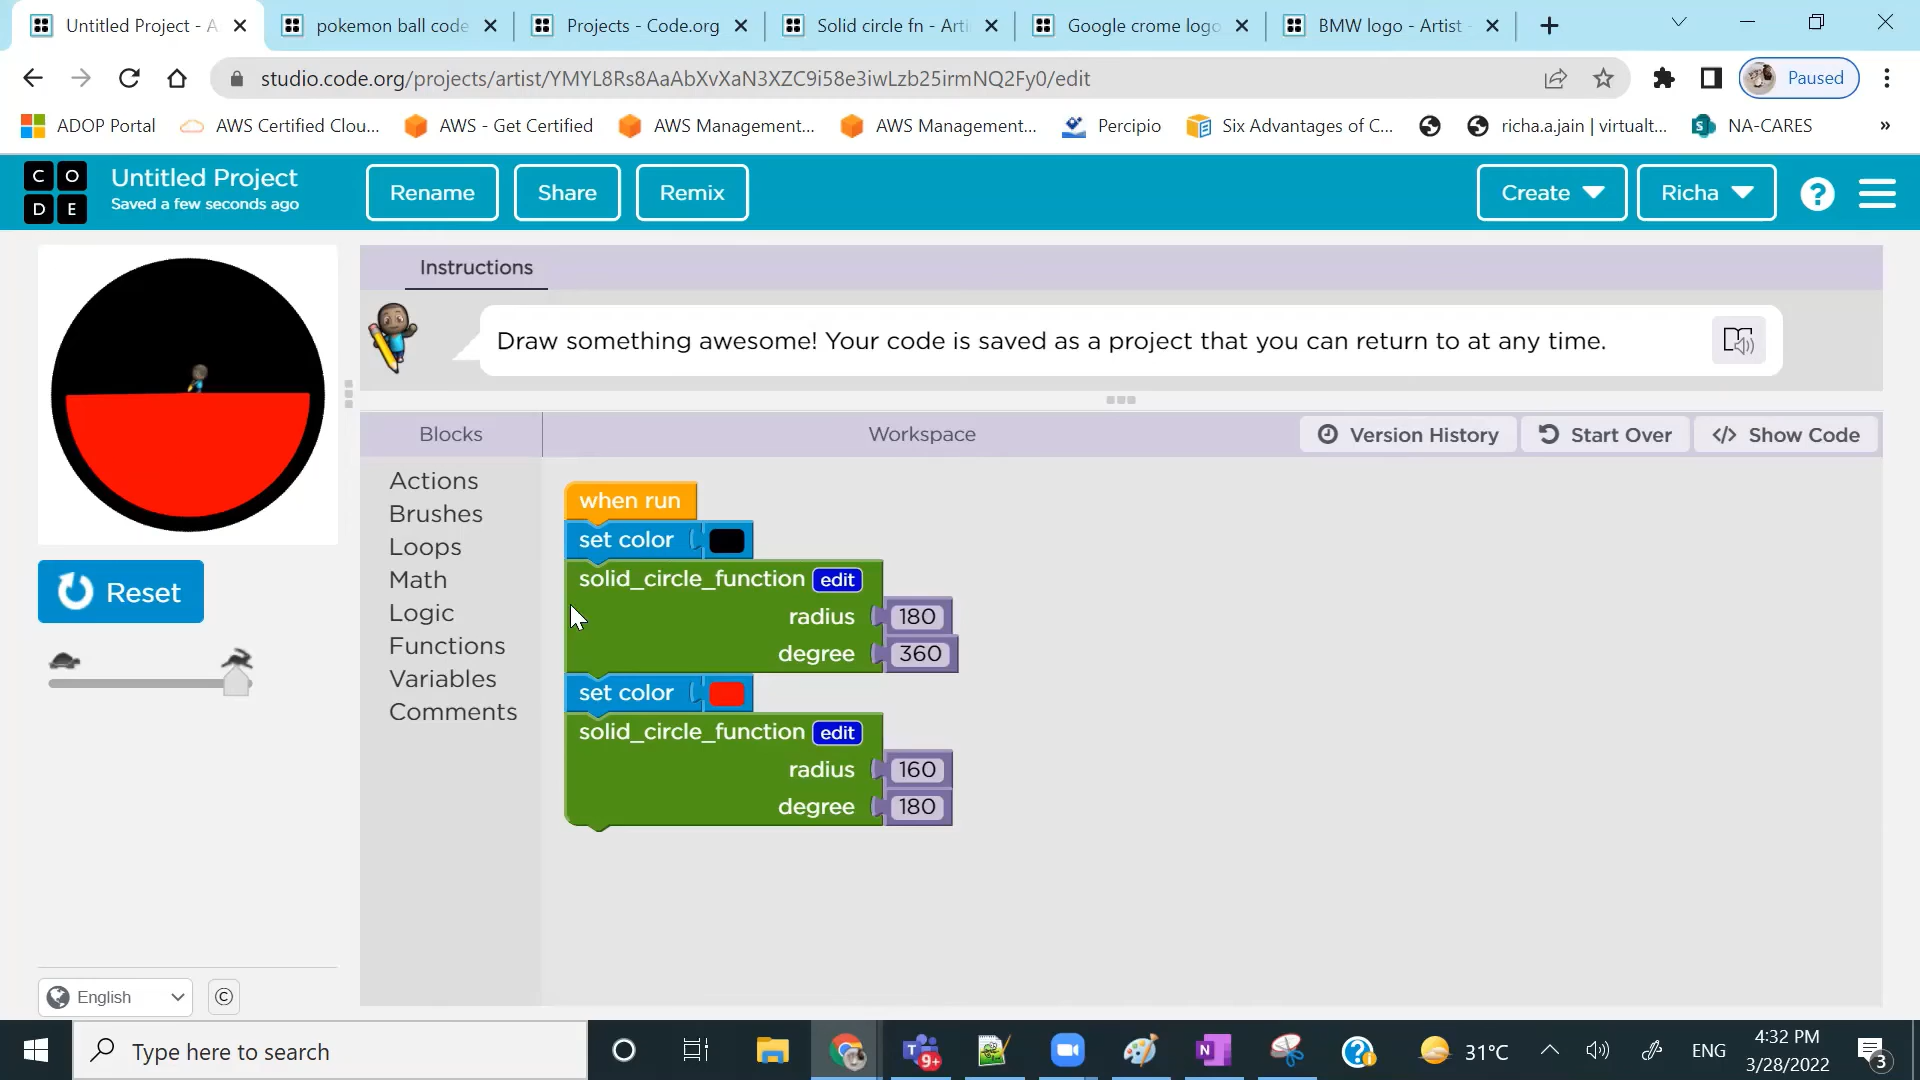 Untitled Project - A
pokemon ball code
Projects - Code.org
Solid circle fn - Arti
Google crome logo
BMW logo - Artist -
studio.code.org/projects/artist/YMYL8Rs8AaAbXvXaN3XZC9i58e3iwLzb25irmNQ2Fy0/edit
Paused
ADOP Portal
AWS Certified Clou...
AWS - Get Certified
AWS Management...
AWS Management...
Percipio
Six Advantages of C...
richa.a.jain | virtualt...
S
NA-CARES
»
C O
D E
Untitled Project
Saved a few seconds ago
Rename
Share
Remix
Create
Richa
?
Instructions
Draw something awesome! Your code is saved as a project that you can return to at any time.
Blocks
Workspace
Version History
Start Over
</> Show Code
Actions
Brushes
Loops
Math
Logic
Functions
Variables
Comments
when run
set color
solid_circle_function edit
radius 180
degree 360
set color
solid_circle_function edit
radius 160
degree 180
Reset
English
©
Type here to search
T
9+
N
?
31°C
ENG
4:32 PM
3/28/2022
3